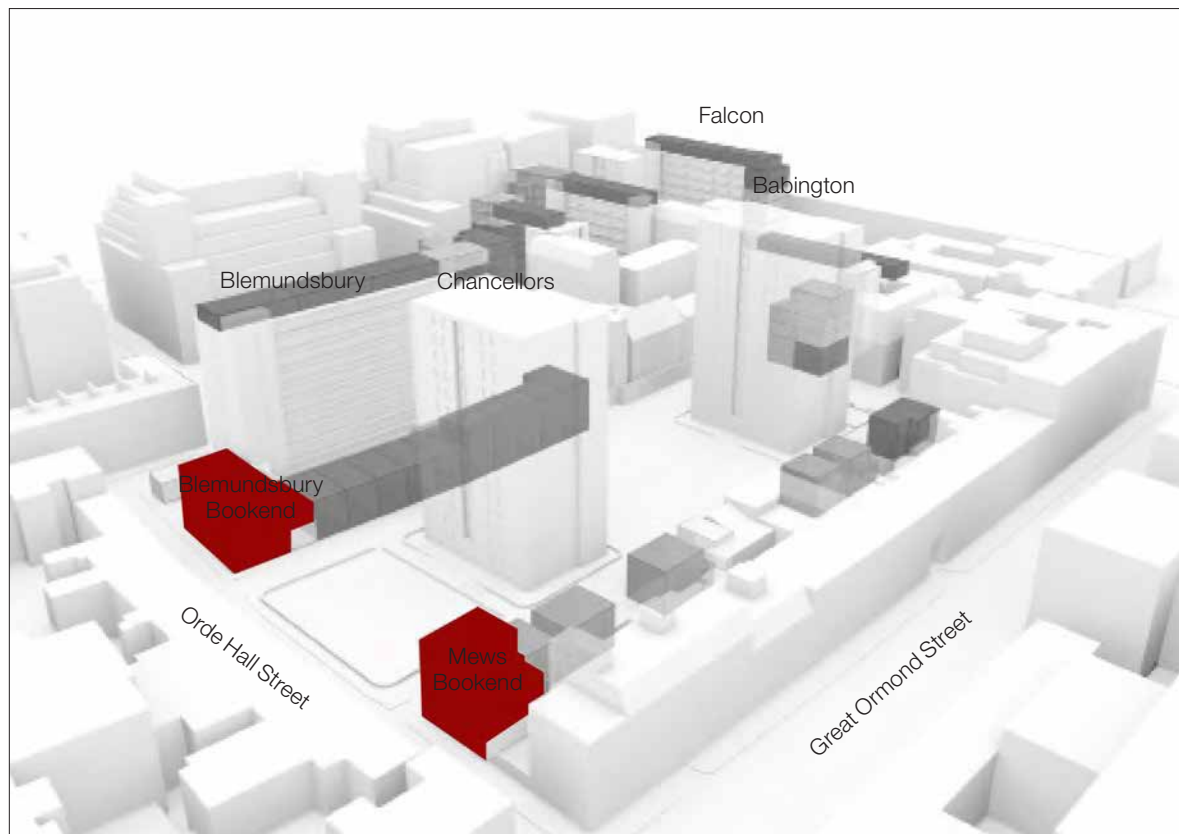 Falcon
Babington
Blemundsbury
Chancellors
Blemundsbury
Bookend
Orde Hall Street
Mews
Bookend
Great Ormond Street